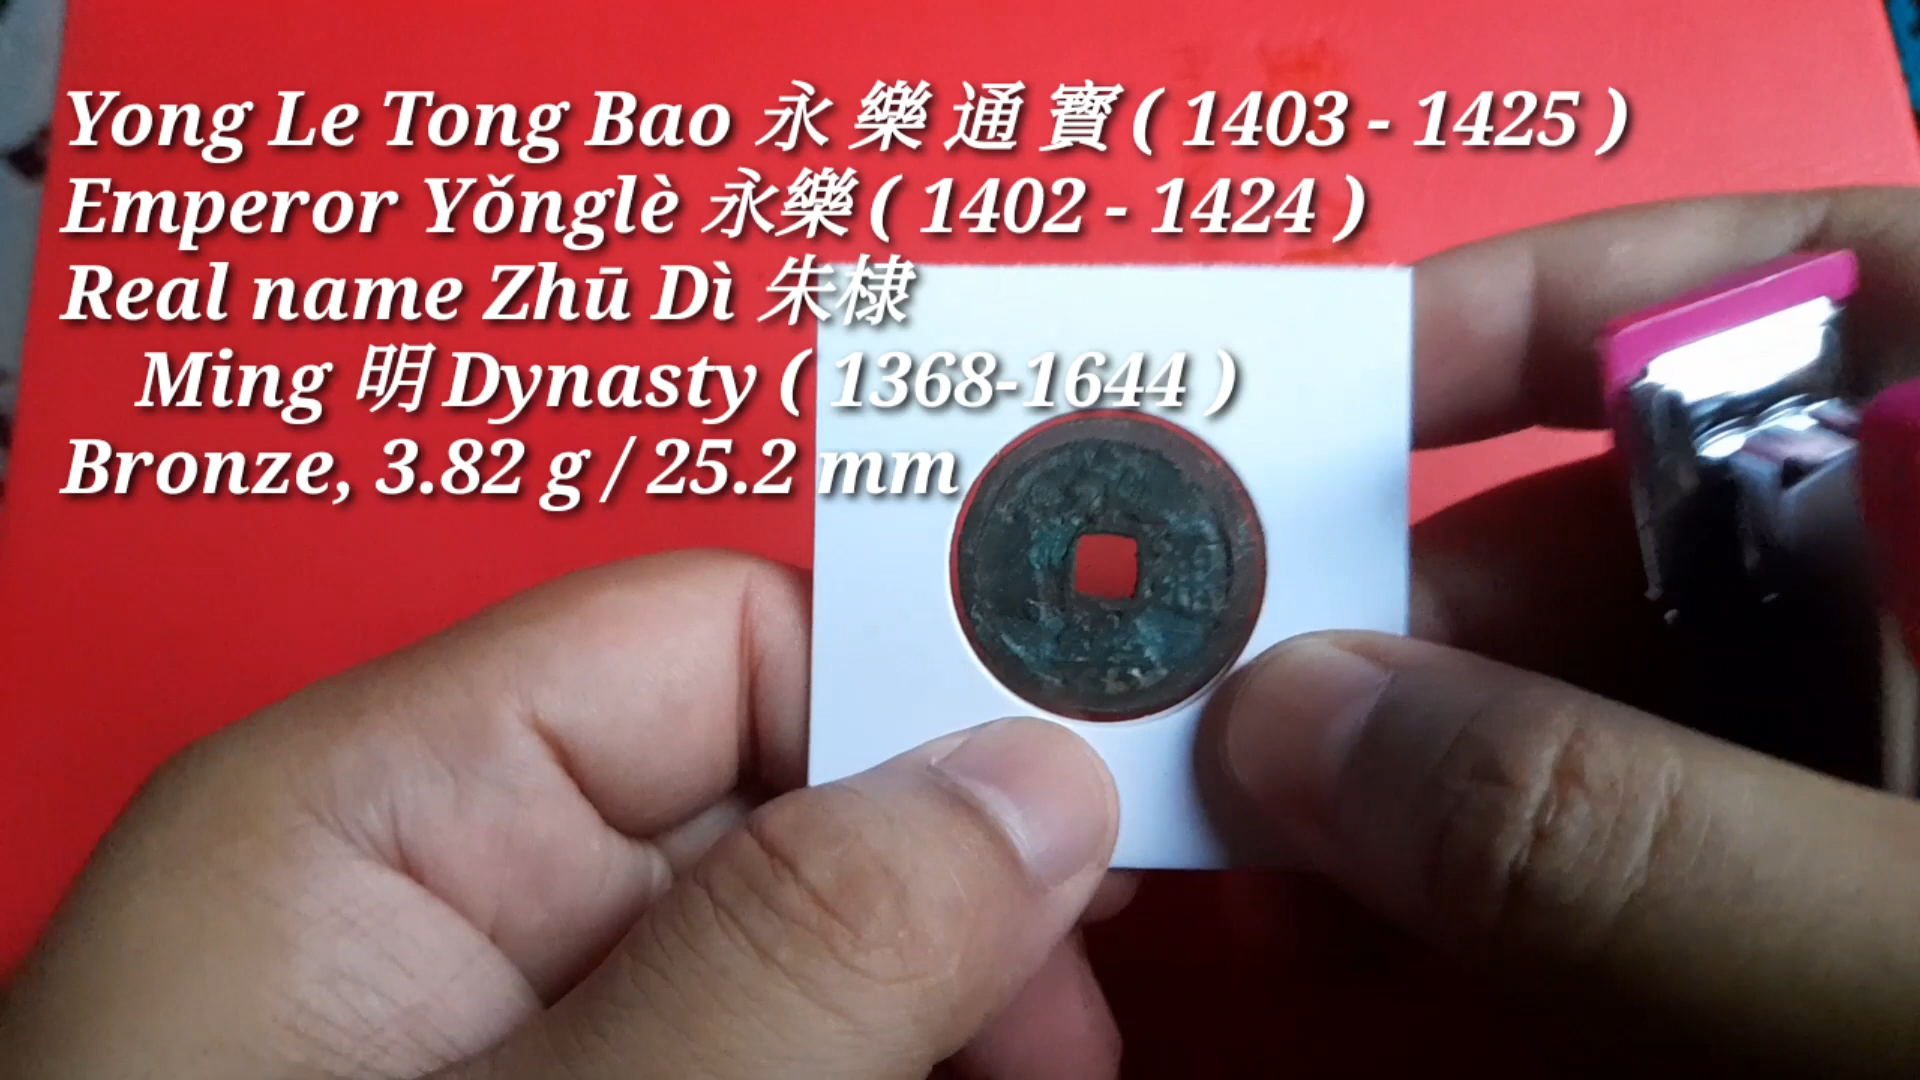 Yong Le Tong Bao 永 樂 通 寳 ( 1403 - 1425 )
Emperor Yǒnglè 永樂 ( 1402 - 1424 )
Real name Zhū Dì 朱棣
Ming 明 Dynasty ( 1368-1644 )
Bronze, 3.82 g / 25.2 mm